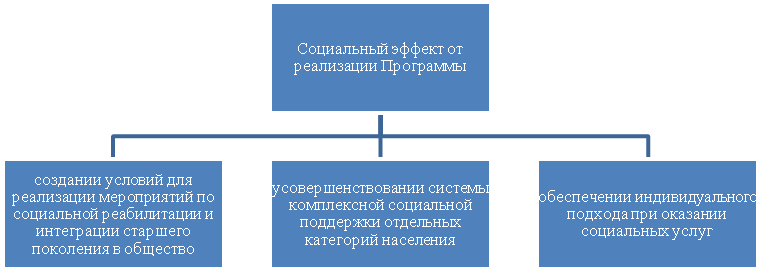 Социальный эффект от
реализации Программы
создании условий для
реализации мероприятий по
социальной реабилитации и
интеграции старшего
поколения в общество
усовершенствовании системы
комплексной социальной
поддержки отдельных
категорий населения
обеспечении индивидуального
подхода при оказании
социальных услуг